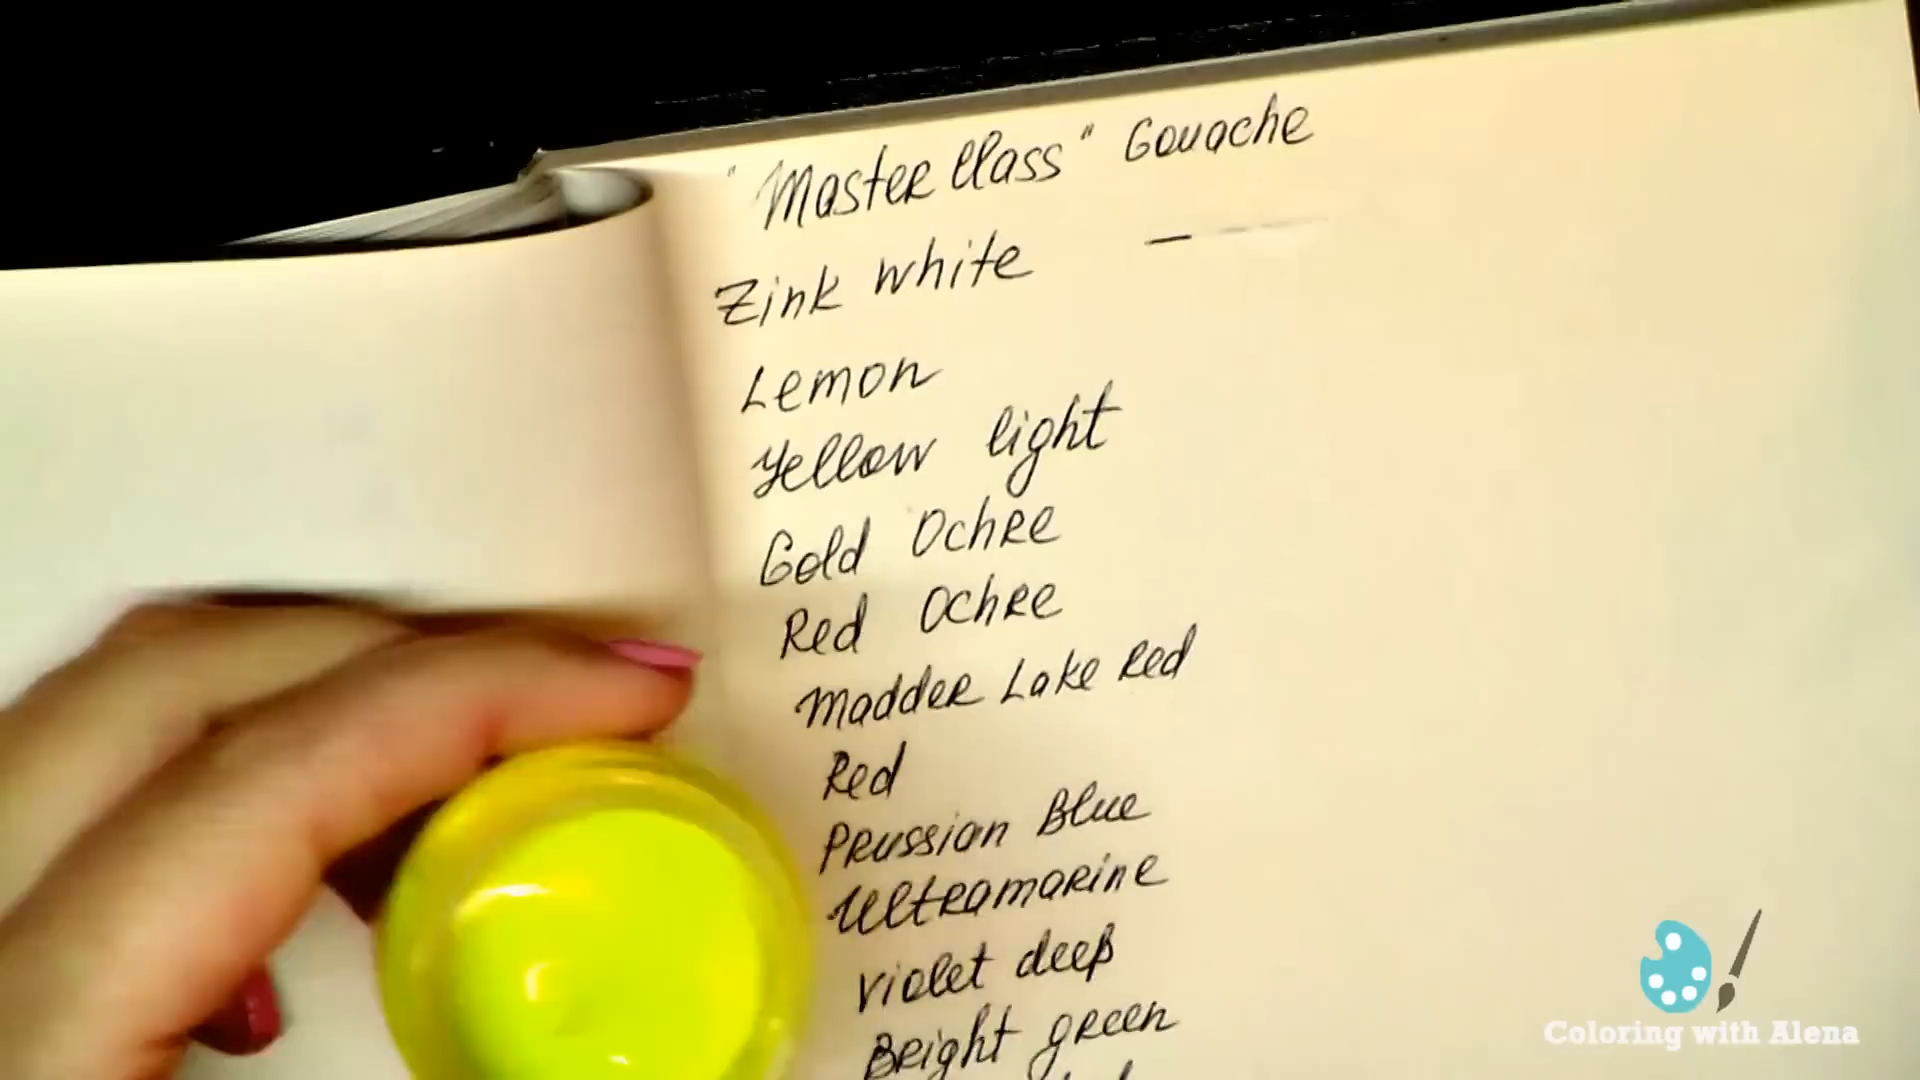 "Master Class" Gouache
Zink white
Lemon
Yellow light
Gold Ochre
Red Ochre
Madder Lake Red
Red
Prussian Blue
Ultramarine
Violet deep
Bright green
Coloring with Alena